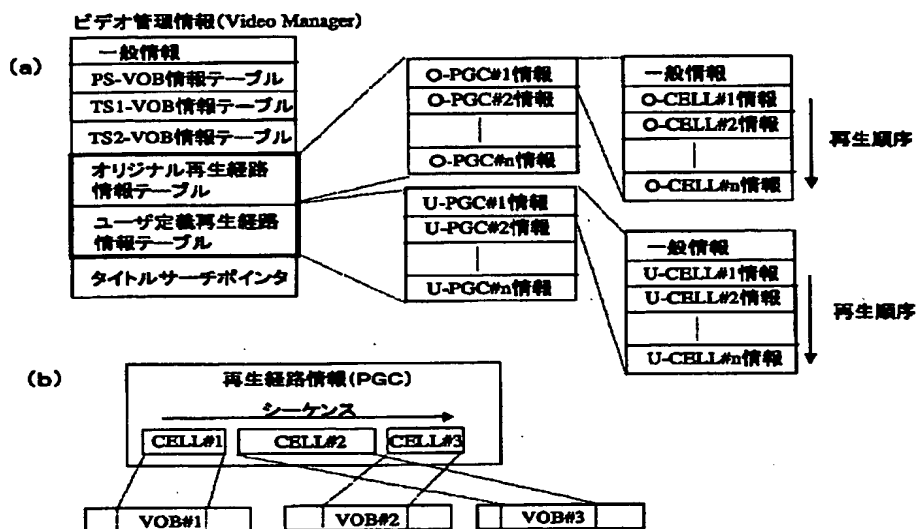 ビデオ管理情報(Video Manager)
(a)
一般情報
PS-VOB情報テーブル
TS1-VOB情報テーブル
TS2-VOB情報テーブル
オリジナル再生経路
情報テーブル
ユーザ定義再生経路
情報テーブル
タイトルサーチポインタ
O-PGC#1情報
O-PGC#2情報
O-PGC#n情報
U-PGC#1情報
U-PGC#2情報
U-PGC#n情報
一般情報
O-CELL#1情報
O-CELL#2情報
O-CELL#n情報
再生順序
一般情報
U-CELL#1情報
U-CELL#2情報
U-CELL#n情報
再生順序
(b)
再生経路情報(PGC)
シーケンス
CELL#1
CELL#2
CELL#3
VOB#1
VOB#2
VOB#3